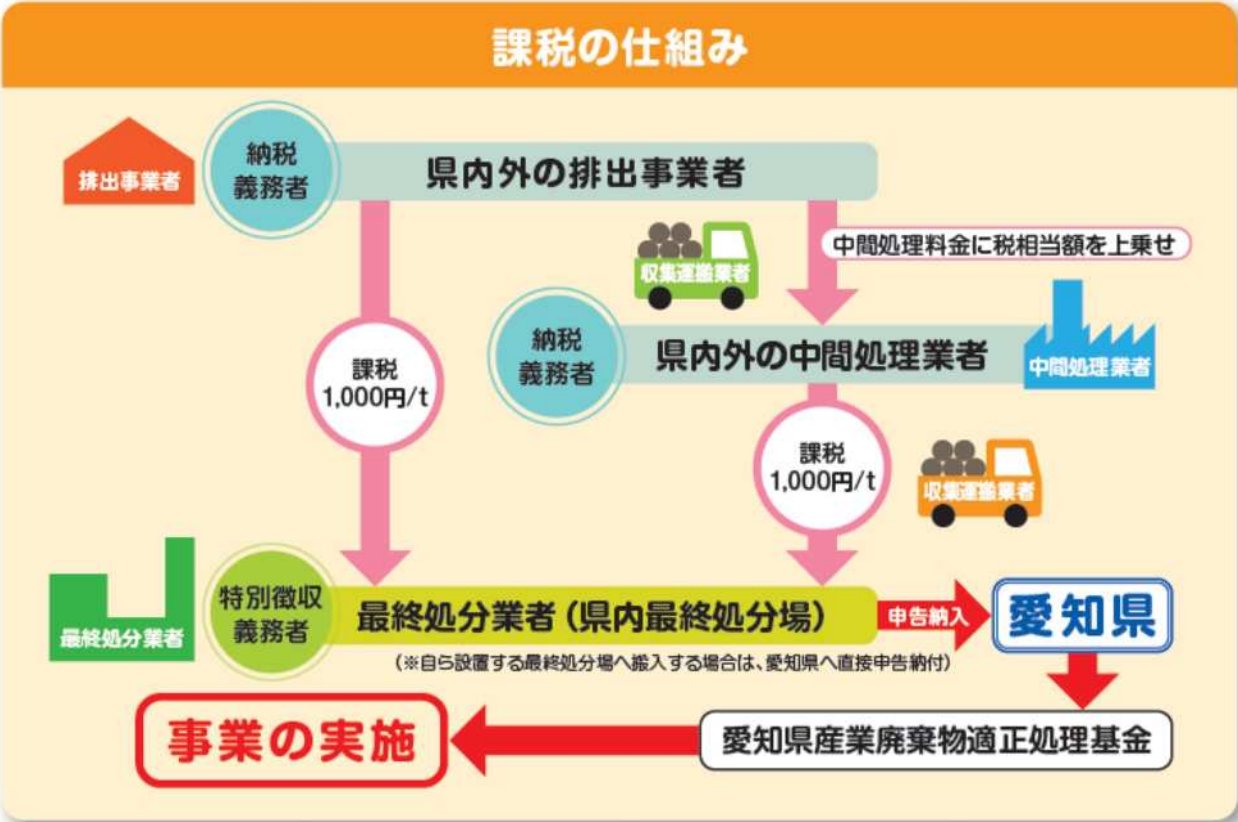 課税の仕組み
排出事業者
納税
義務者
県内外の排出事業者
収集運搬業者
中間処理料金に税相当額を上乗せ
納税
義務者
県内外の中間処理業者
中間処理業者
課税
1,000円/t
課税
1,000円/t
収集運搬業者
最終処分業者
特別徴収
義務者
最終処分業者(県内最終処分場)
申告納入
愛知県
(※自ら設置する最終処分場へ搬入する場合は、愛知県へ直接申告納付)
事業の実施
愛知県産業廃棄物適正処理基金